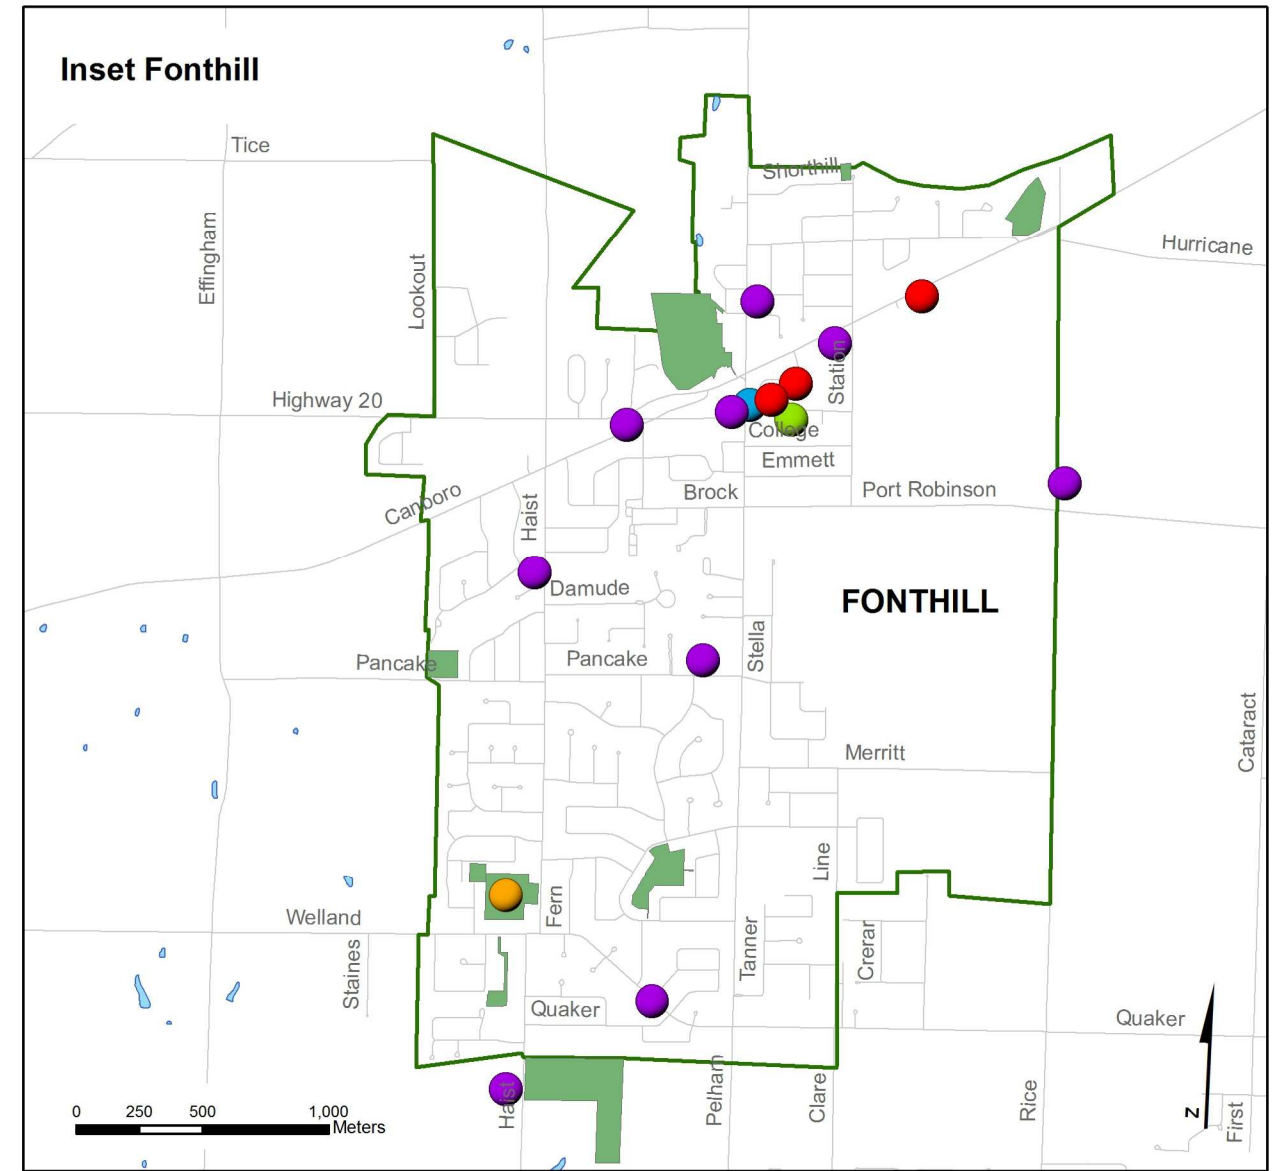 Inset Fonthill
Tice
Shorthill
Effingham
Lookout
Hurricane
Station
Highway 20
College
Emmett
Canboro
Haist
Brock
Port Robinson
Damude
FONTHILL
Pancake
Pancake
Stella
Cataract
Merritt
Line
Welland
Fern
Staines
Tanner
Crerar
Quaker
Quaker
Haist
Pelham
Clare
Rice
First
N
0 250 500 1,000
Meters